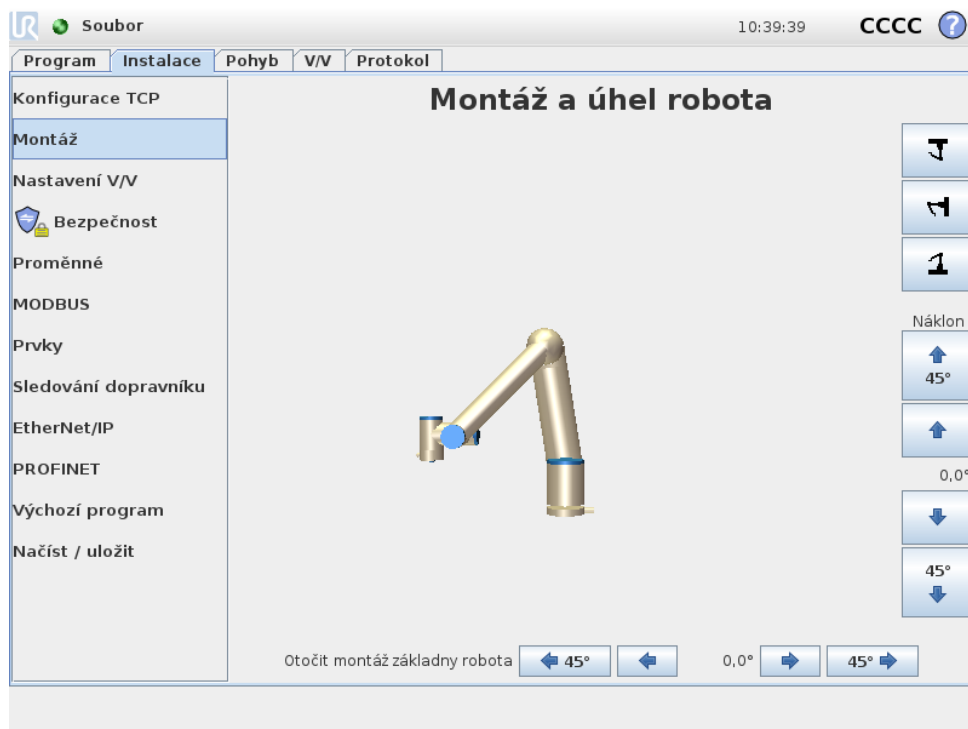 UR Soubor 10:39:39 CCCC ?
Program Instalace Pohyb V/V Protokol
Konfigurace TCP
Montáž
Nastavení V/V
Bezpečnost
Proměnné
MODBUS
Prvky
Sledování dopravníku
EtherNet/IP
PROFINET
Výchozí program
Načíst / uložit
Montáž a úhel robota
Náklon
45°
0,0°
45°
Otočit montáž základny robota 45° 0,0° 45°